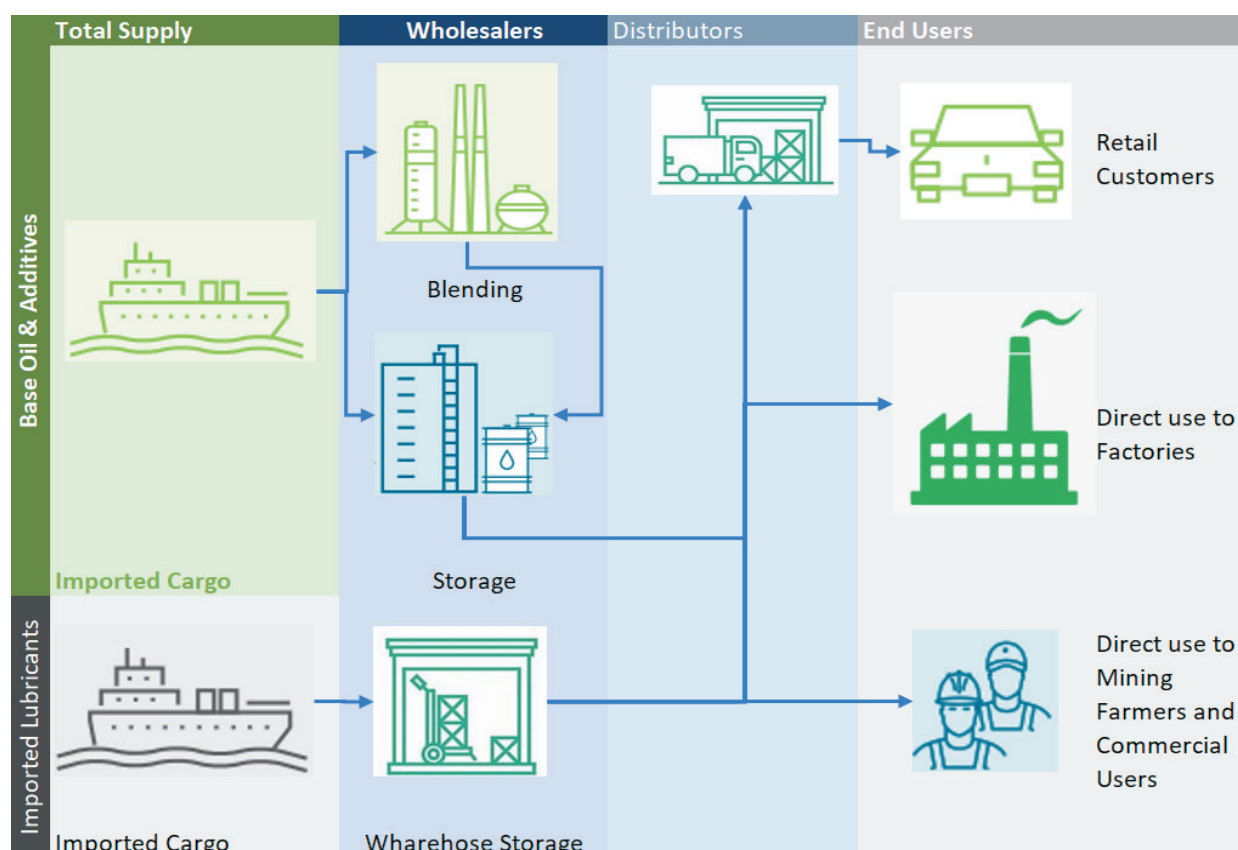 Total Supply
Wholesalers
Distributors
End Users
Base Oil & Additives
Retail
Customers
Blending
Direct use to
Factories
Imported Cargo
Storage
Imported Lubricants
Direct use to
Mining
Farmers and
Commercial
Users
Imported Cargo
Wharehose Storage